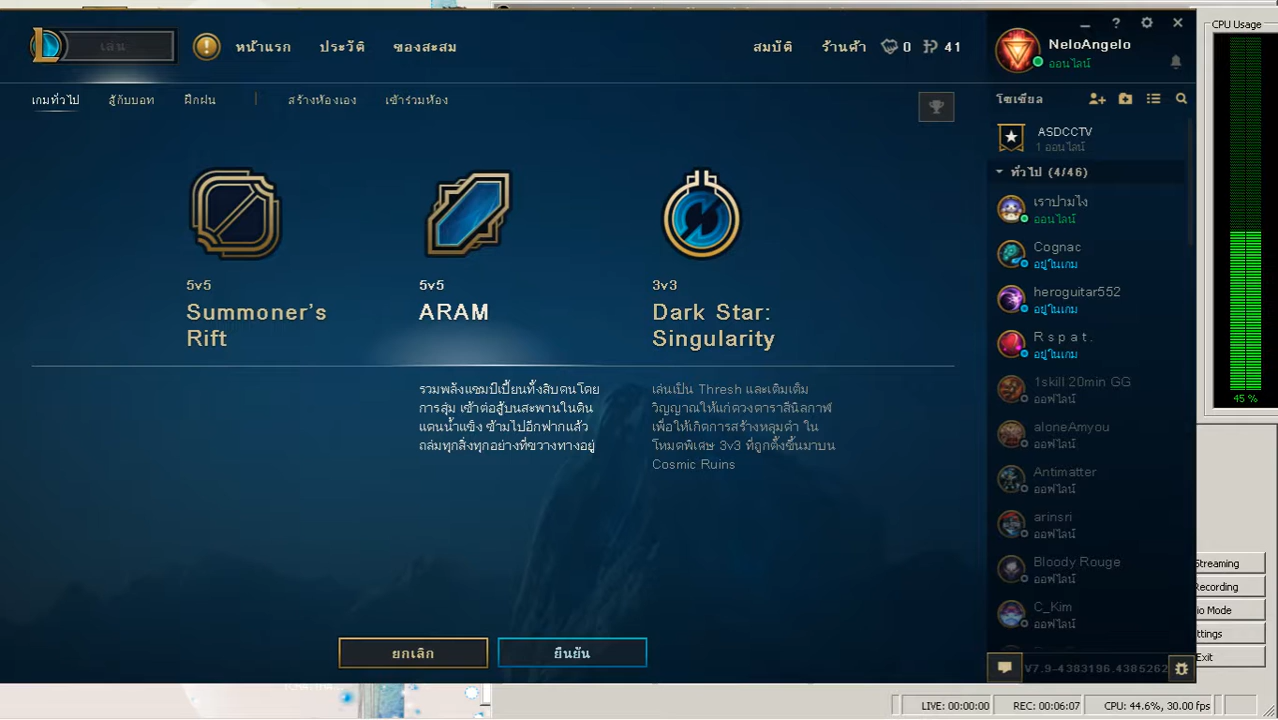 เล่น
หน้าแรก
ประวัติ
ของสะสม
สมบัติ
ร้านค้า
0
41
NeloAngelo
ออนไลน์
เกมทั่วไป
สู้กับบอท
ฝึกฝน
สร้างห้องเอง
เข้าร่วมห้อง
5v5
Summoner's
Rift
5v5
ARAM
รวมพลังแชมป์เปี้ยนทั้งสิบคนโดย
การสุ่ม เข้าต่อสู้บนสะพานในดิน
แดนน้ำแข็ง ข้ามไปอีกฟากแล้ว
ถล่มทุกสิ่งทุกอย่างที่ขวางทางอยู่
3v3
Dark Star:
Singularity
เล่นเป็น Thresh และเติมเต็ม
วิญญาณให้แก่ดวงดาราสีนิลกาฬ
เพื่อให้เกิดการสร้างหลุมดำ ใน
โหมดพิเศษ 3v3 ที่ถูกตั้งขึ้นมาบน
Cosmic Ruins
ยกเลิก
ยืนยัน
โซเชียล
ASDCCTV
1 ออนไลน์
ทั่วไป (4/46)
เราป่ามไง
ออนไลน์
Cognac
อยู่ในเกม
heroguitar552
อยู่ในเกม
R s p a t .
อยู่ในเกม
1skill 20min GG
ออฟไลน์
aloneAmyou
ออฟไลน์
Antimatter
ออฟไลน์
arinsri
ออฟไลน์
Bloody Rouge
ออฟไลน์
C_Kim
ออฟไลน์
V7.9-4383196.4385262
CPU Usage
45 %
Streaming
Recording
io Mode
ttings
Exit
LIVE: 00:00:00
REC: 00:06:07
CPU: 44.6%, 30.00 fps